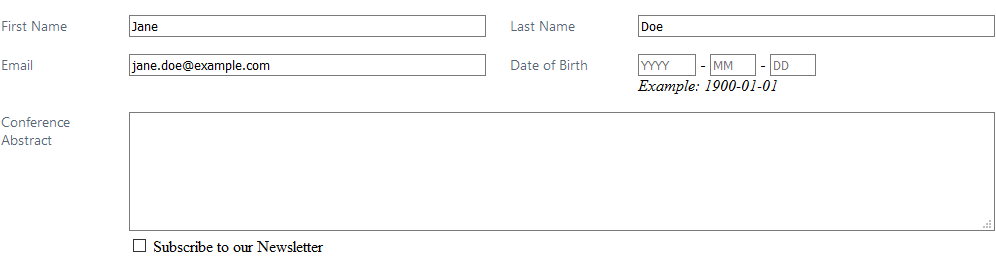 First Name Jane Last Name Doe
Email jane.doe@example.com Date of Birth YYYY - MM - DD
Example: 1900-01-01
Conference
Abstract
Subscribe to our Newsletter